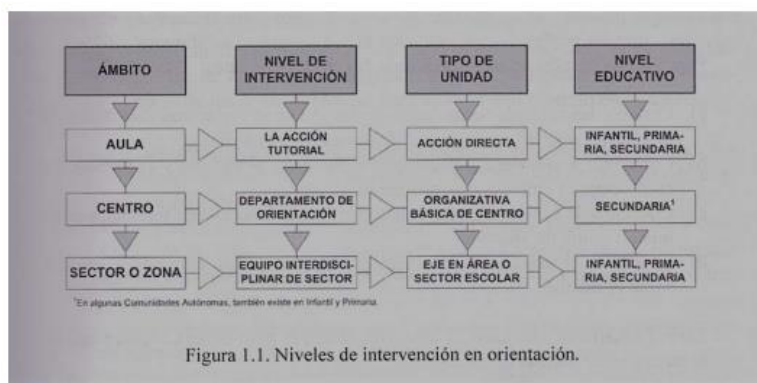 ÁMBITO
NIVEL DE
INTERVENCIÓN
TIPO DE
UNIDAD
NIVEL
EDUCATIVO
AULA
LA ACCIÓN
TUTORIAL
ACCIÓN DIRECTA
INFANTIL, PRIMA-
RIA, SECUNDARIA
CENTRO
DEPARTAMENTO DE
ORIENTACIÓN
ORGANIZATIVA
BÁSICA DE CENTRO
SECUNDARIA¹
SECTOR O ZONA
EQUIPO INTERDISCI-
PLINAR DE SECTOR
EJE EN ÁREA O
SECTOR ESCOLAR
INFANTIL, PRIMA-
RIA, SECUNDARIA
¹En algunas Comunidades Autónomas, también existe en Infantil y Primaria.
Figura 1.1. Niveles de intervención en orientación.